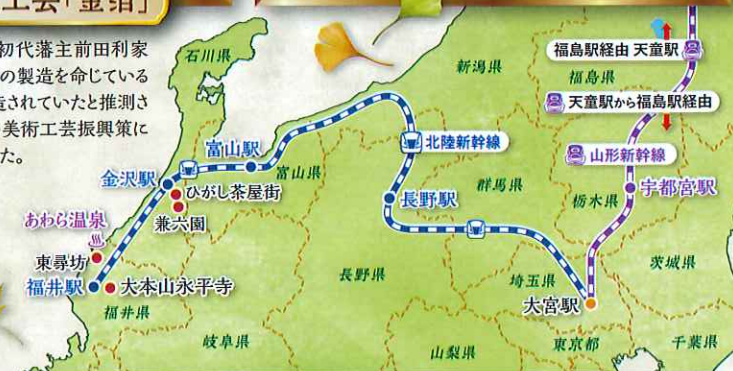 工芸「金箔」
初代藩主前田利家
の製造を命じている
造されていたと推測さ
美術工芸振興策に
た。
石川県
新潟県
福島駅経由 天童駅
福島県
天童駅から福島駅経由
富山駅
北陸新幹線
山形新幹線
金沢駅
富山県
ひがし茶屋街
群馬県
宇都宮駅
長野駅
栃木県
兼六園
あわら温泉
東尋坊
茨城県
長野県
埼玉県
福井駅
大本山永平寺
大宮駅
福井県
岐阜県
山梨県
東京都
千葉県